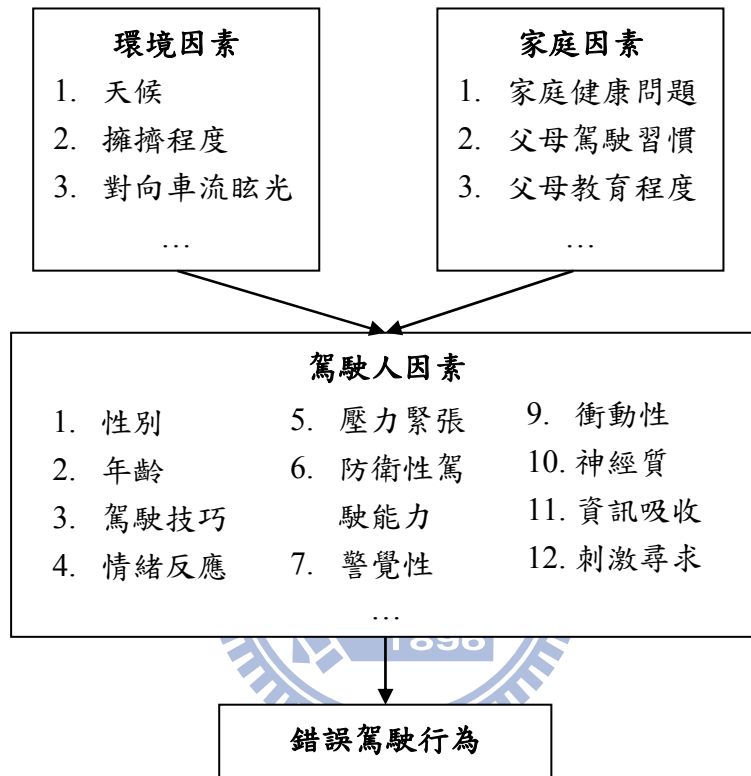 環境因素
1. 天候
2. 擁擠程度
3. 對向車流眩光
…
家庭因素
1. 家庭健康問題
2. 父母駕駛習慣
3. 父母教育程度
…
駕駛人因素
1. 性別
2. 年齡
3. 駕駛技巧
4. 情緒反應
5. 壓力緊張
6. 防衛性駕
駛能力
7. 警覺性
9. 衝動性
10. 神經質
11. 資訊吸收
12. 刺激尋求
…
1896
錯誤駕駛行為